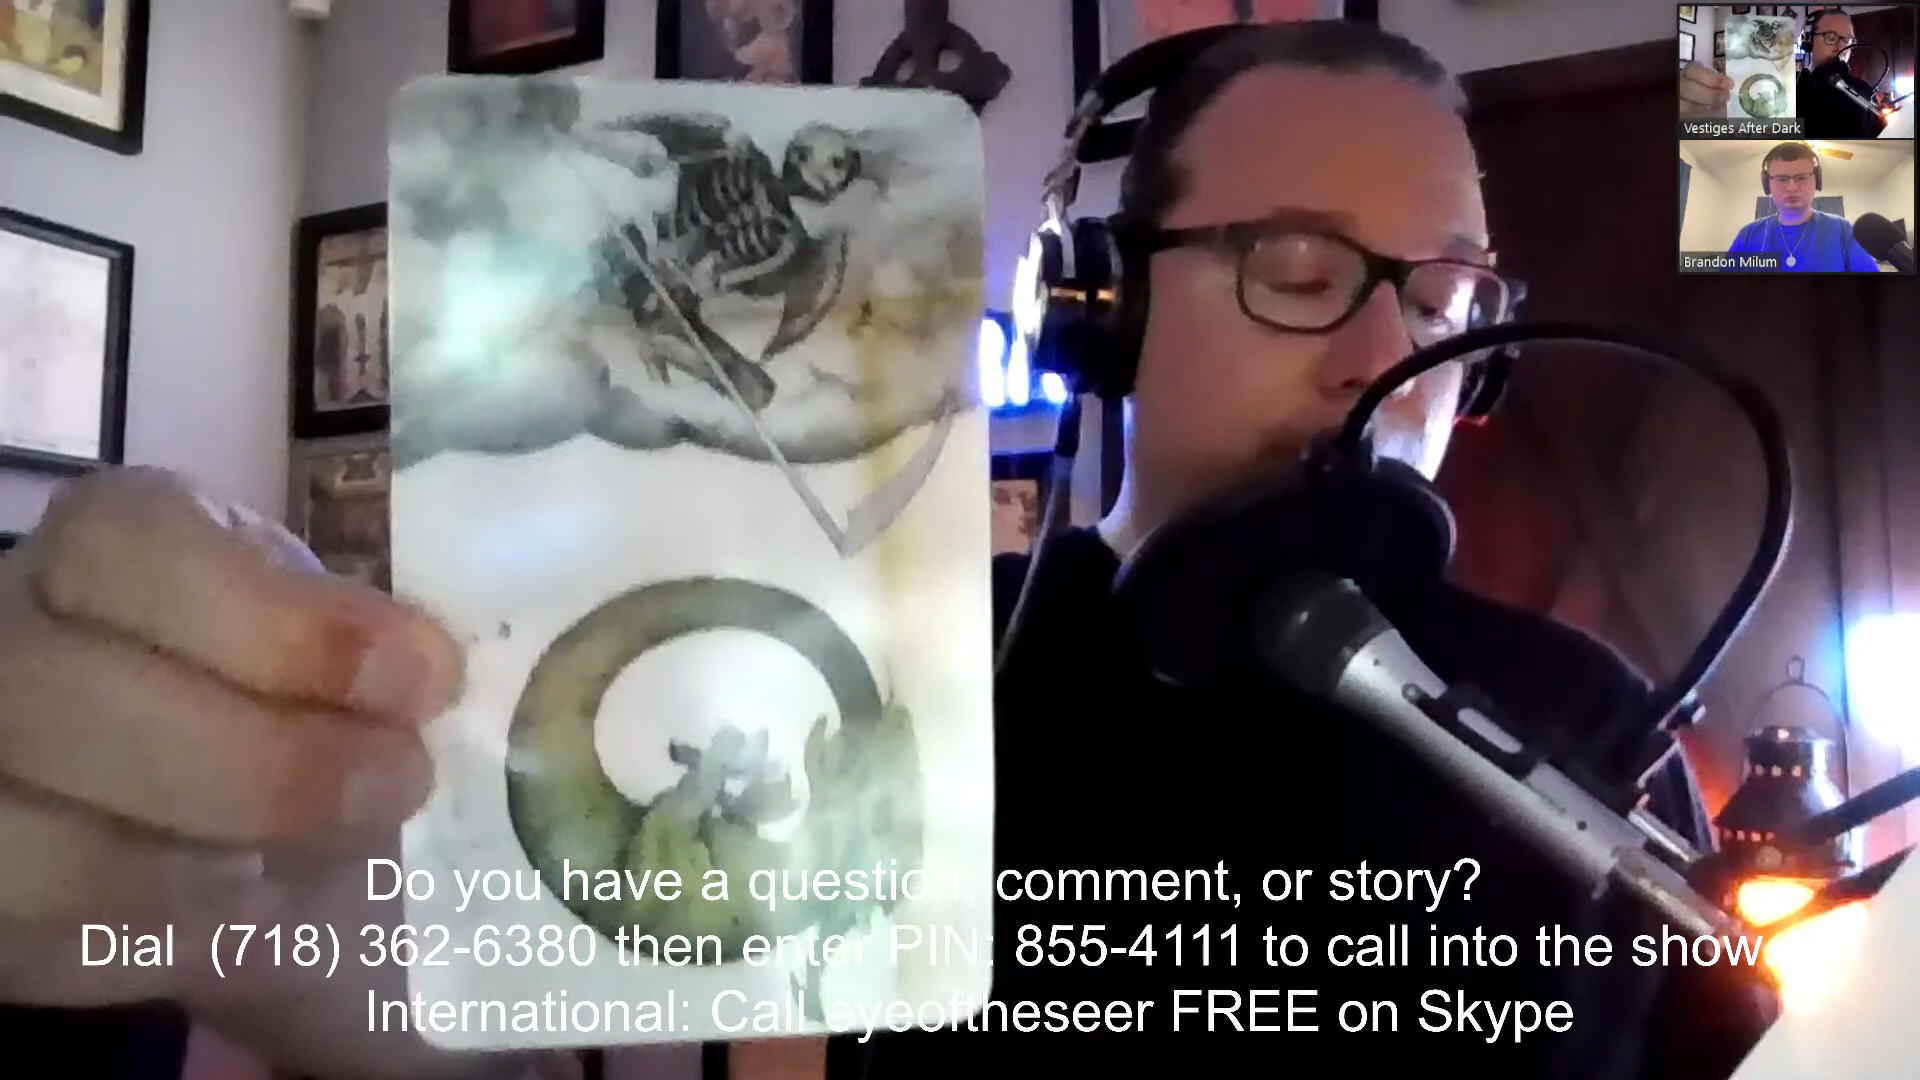 Vestiges After Dark
Brandon Milum
Do you have a question, comment, or story?
Dial (718) 362-6380 then enter PIN: 855-4111 to call into the show.
International: Call eyeoftheseer FREE on Skype